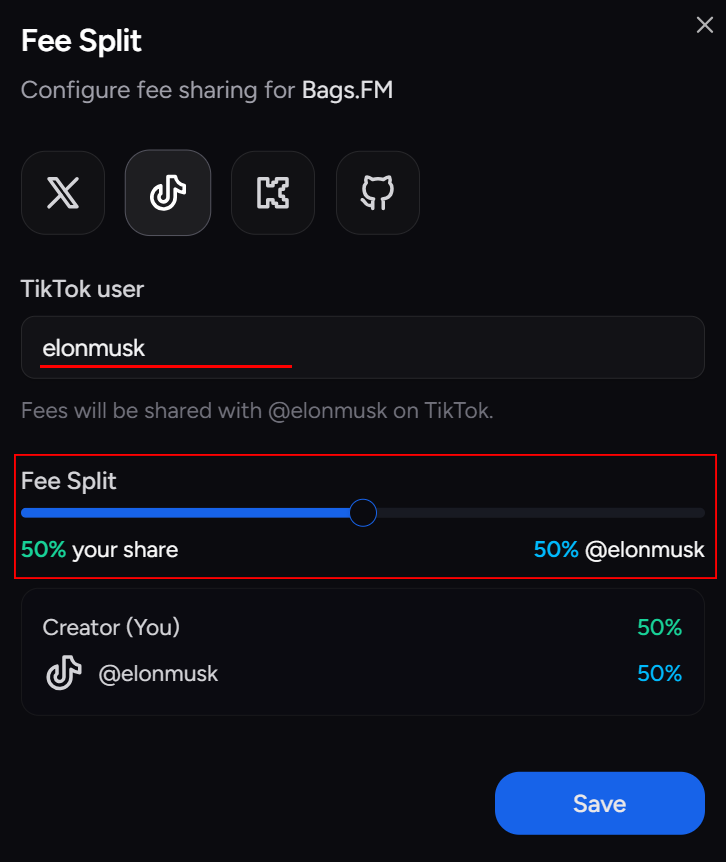 Fee Split
Configure fee sharing for Bags.FM
TikTok user
elonmusk
Fees will be shared with @elonmusk on TikTok.
Fee Split
50% your share 50% @elonmusk
Creator (You) 50%
@elonmusk 50%
Save